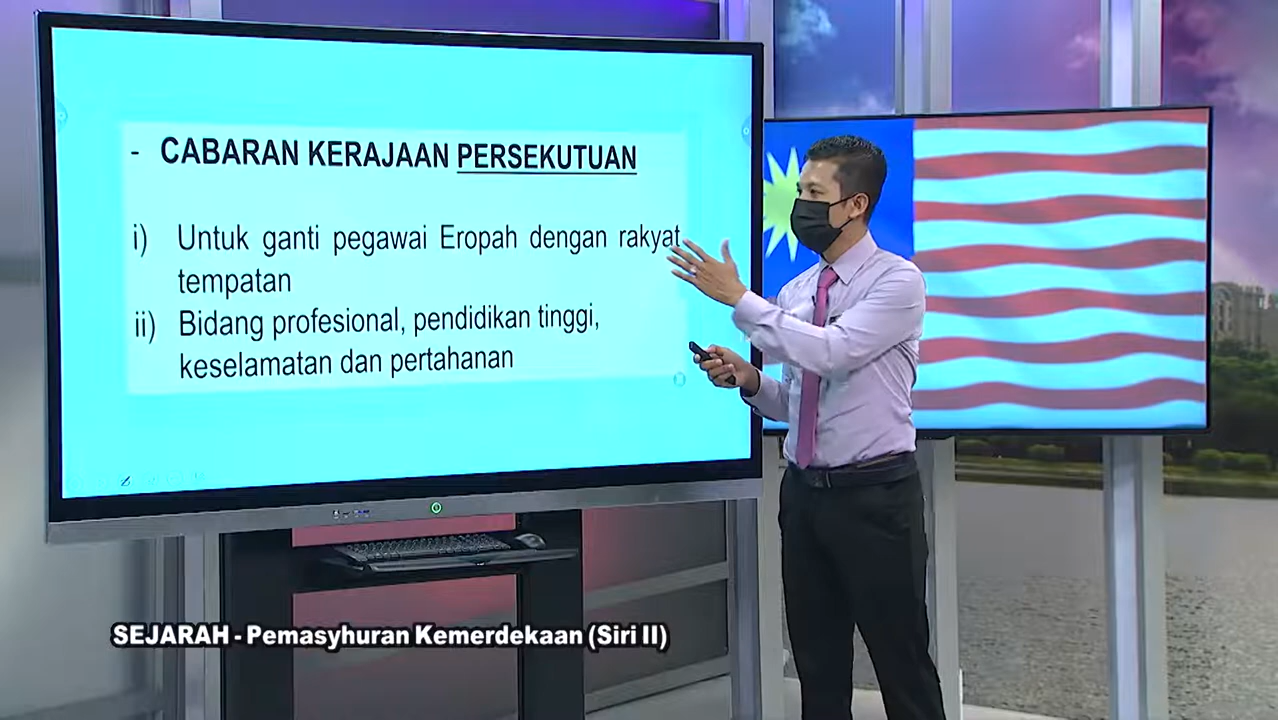 - CABARAN KERAJAAN PERSEKUTUAN
i) Untuk ganti pegawai Eropah dengan rakyat
tempatan
ii) Bidang profesional, pendidikan tinggi,
keselamatan dan pertahanan
SEJARAH - Pemasyhuran Kemerdekaan (Siri II)